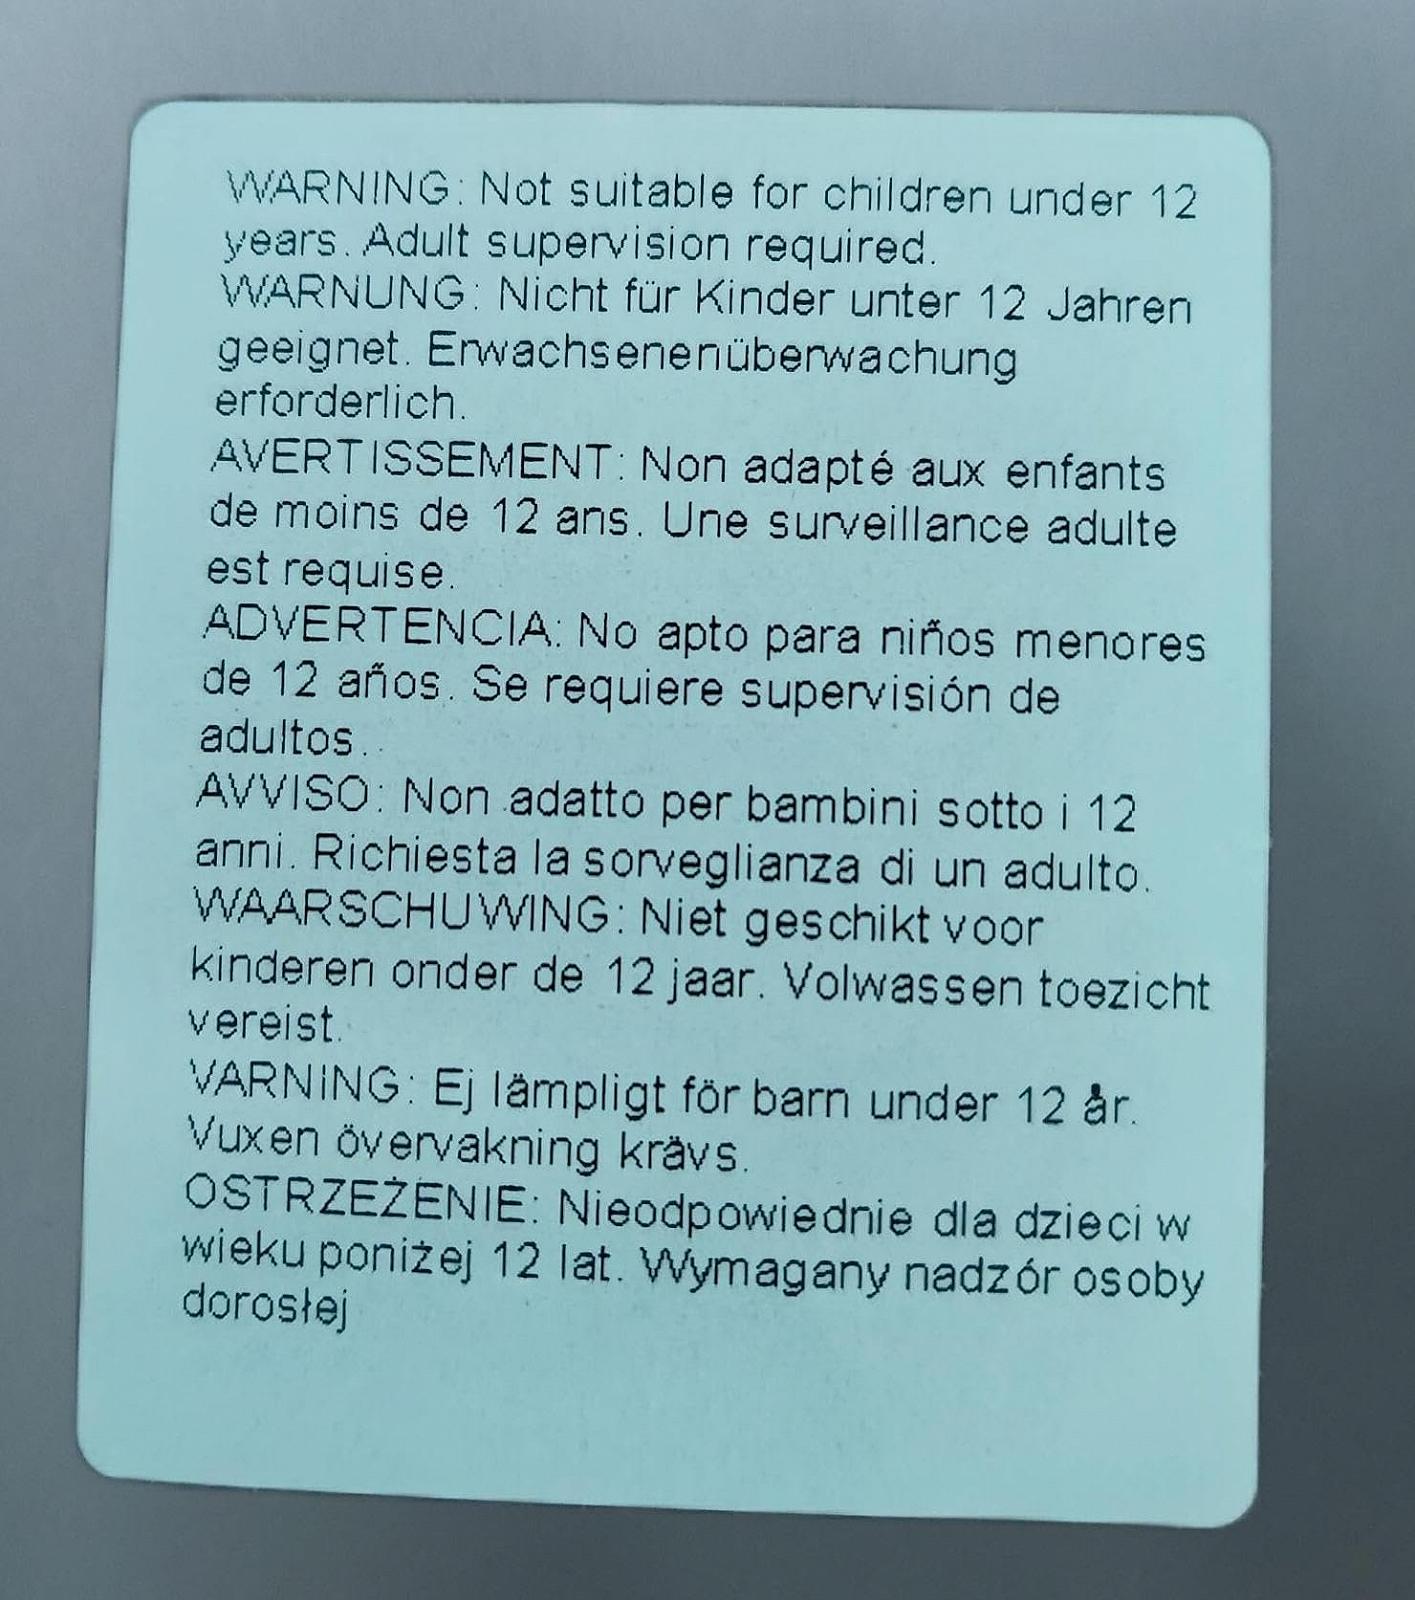 WARNING: Not suitable for children under 12
years. Adult supervision required.
WARNUNG: Nicht für Kinder unter 12 Jahren
geeignet. Erwachsenenüberwachung
erforderlich.
AVERTISSEMENT: Non adapté aux enfants
de moins de 12 ans. Une surveillance adulte
est requise.
ADVERTENCIA: No apto para niños menores
de 12 años. Se requiere supervisión de
adultos.
AVVISO: Non adatto per bambini sotto i 12
anni. Richiesta la sorveglianza di un adulto.
WAARSCHUWING: Niet geschikt voor
kinderen onder de 12 jaar. Volwassen toezicht
vereist.
VARNING: Ej lämpligt för barn under 12 år.
Vuxen övervakning krävs.
OSTRZEŻENIE: Nieodpowiednie dla dzieci w
wieku poniżej 12 lat. Wymagany nadzór osoby
dorosłej